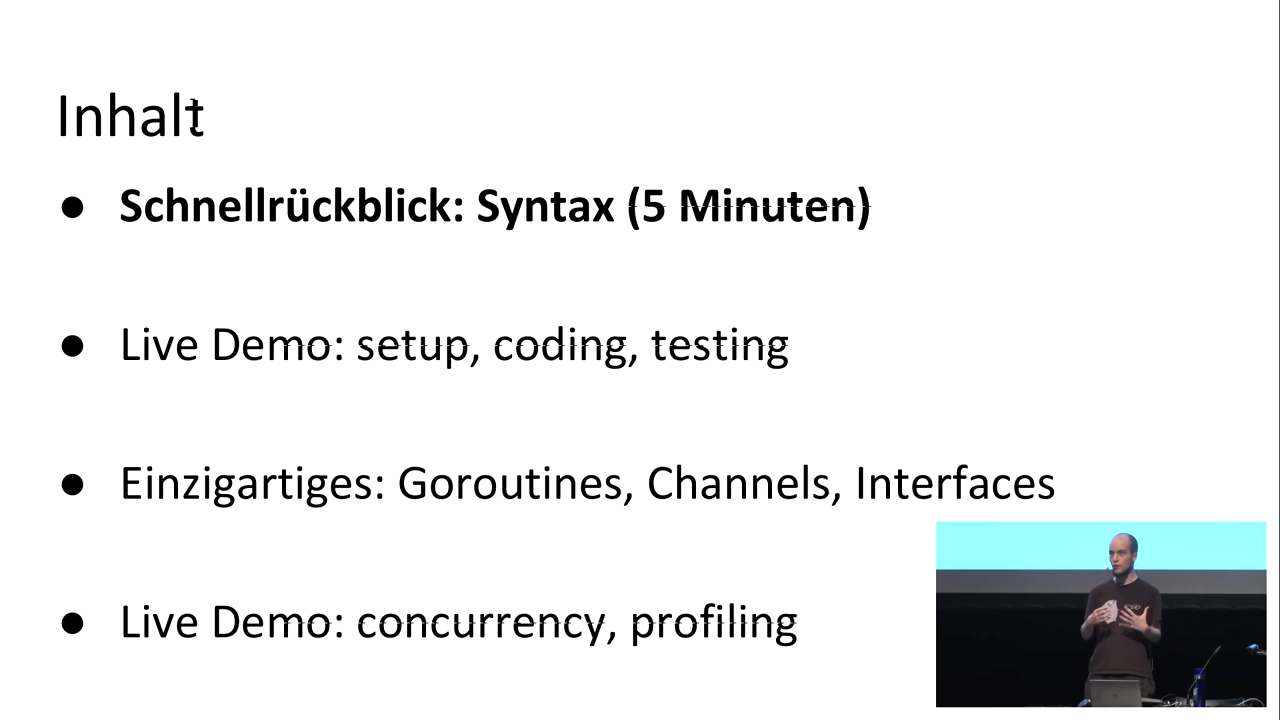 Inhalt
● Schnellrückblick: Syntax (5 Minuten)
● Live Demo: setup, coding, testing
● Einzigartiges: Goroutines, Channels, Interfaces
● Live Demo: concurrency, profiling